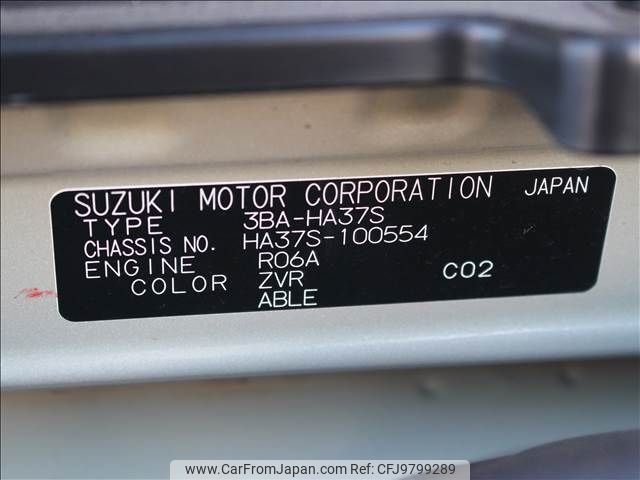 SUZUKI MOTOR CORPORATION JAPAN
TYPE 3BA-HA37S
CHASSIS NO. HA37S-100554
ENGINE R06A
COLOR ZVR C02
ABLE
www.CarFromJapan.com CFJ9799289